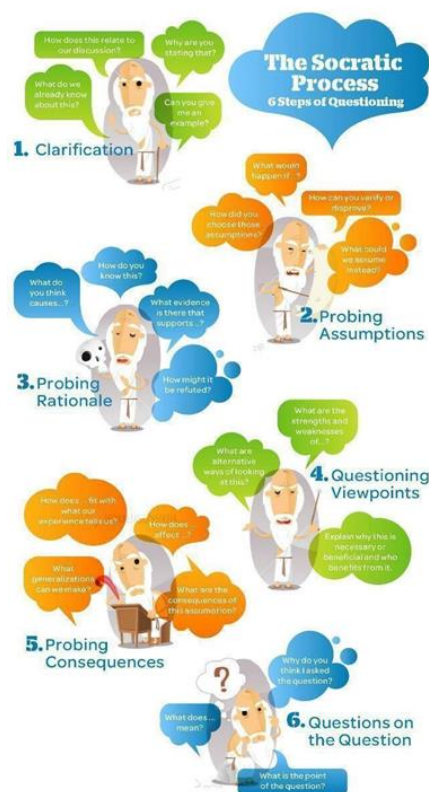 The Socratic
Process
6 Steps of Questioning
How does this relate to
our discussion?
Why are you
stating that?
What do we
already know
about this?
Can you give
me an
example?
1. Clarification
What would
happen if ...?
How can you verify or
disprove?
How did you
choose those
assumptions?
What could
we assume
instead?
2. Probing
Assumptions
How do you
know this?
What do
you think
causes...?
What evidence
is there that
supports...?
How might it
be refuted?
3. Probing
Rationale
What are the
strengths and
weaknesses
of...?
What are
alternative
ways of looking
at this?
4. Questioning
Viewpoints
Explain why this is
necessary or
beneficial and who
benefits from it.
How does ... fit with
what our
experience tells us?
How does ...
affect ...?
What
generalizations
can we make?
What are the
consequences of
this assumption?
5. Probing
Consequences
Why do you
think I asked
the question?
?
What does...
mean?
6. Questions on
the Question
What is the point
of the question?